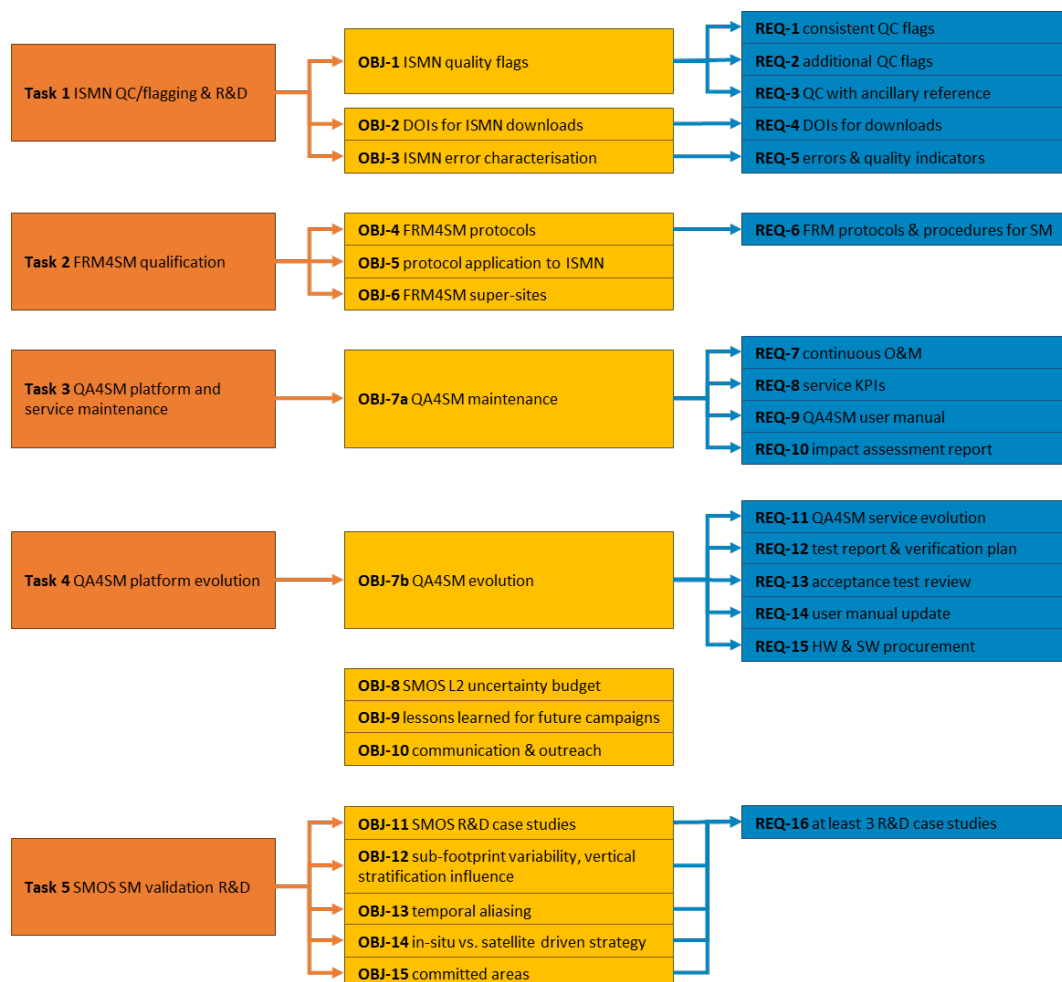 Task 1 ISMN QC/flagging & R&D
OBJ-1 ISMN quality flags
OBJ-2 DOIs for ISMN downloads
OBJ-3 ISMN error characterisation
REQ-1 consistent QC flags
REQ-2 additional QC flags
REQ-3 QC with ancillary reference
REQ-4 DOIs for downloads
REQ-5 errors & quality indicators
Task 2 FRM4SM qualification
OBJ-4 FRM4SM protocols
OBJ-5 protocol application to ISMN
OBJ-6 FRM4SM super-sites
REQ-6 FRM protocols & procedures for SM
Task 3 QA4SM platform and
service maintenance
OBJ-7a QA4SM maintenance
REQ-7 continuous O&M
REQ-8 service KPIs
REQ-9 QA4SM user manual
REQ-10 impact assessment report
Task 4 QA4SM platform evolution
OBJ-7b QA4SM evolution
REQ-11 QA4SM service evolution
REQ-12 test report & verification plan
REQ-13 acceptance test review
REQ-14 user manual update
REQ-15 HW & SW procurement
OBJ-8 SMOS L2 uncertainty budget
OBJ-9 lessons learned for future campaigns
OBJ-10 communication & outreach
Task 5 SMOS SM validation R&D
OBJ-11 SMOS R&D case studies
OBJ-12 sub-footprint variability, vertical
stratification influence
OBJ-13 temporal aliasing
OBJ-14 in-situ vs. satellite driven strategy
OBJ-15 committed areas
REQ-16 at least 3 R&D case studies